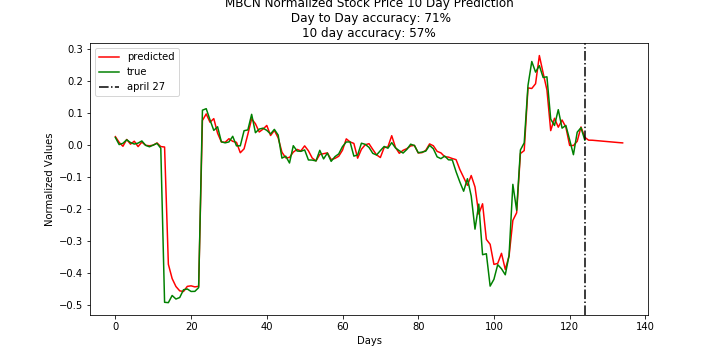 MBCN Normalized Stock Price 10 Day Prediction
Day to Day accuracy: 71%
10 day accuracy: 57%
predicted
true
april 27
Normalized Values
0.3
0.2
0.1
0.0
−0.1
−0.2
−0.3
−0.4
−0.5
0
20
40
60
80
100
120
140
Days